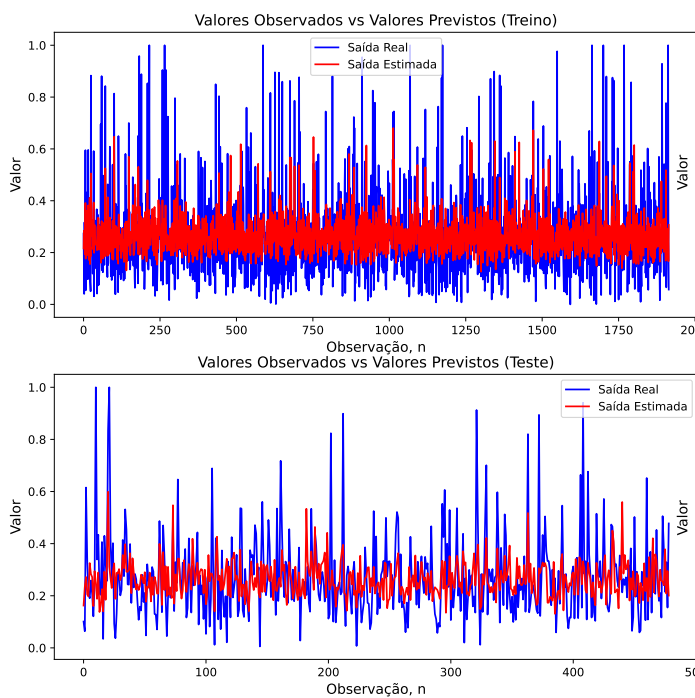 Valores Observados vs Valores Previstos (Treino)
1.0
0.8
0.6
0.4
0.2
0.0
Valor
Saída Real
Saída Estimada
Valor
0
250
500
750
1000
1250
1500
1750
Observação, n
Valores Observados vs Valores Previstos (Teste)
1.0
0.8
0.6
0.4
0.2
0.0
Valor
Saída Real
Saída Estimada
Valor
0
100
200
300
400
Observação, n